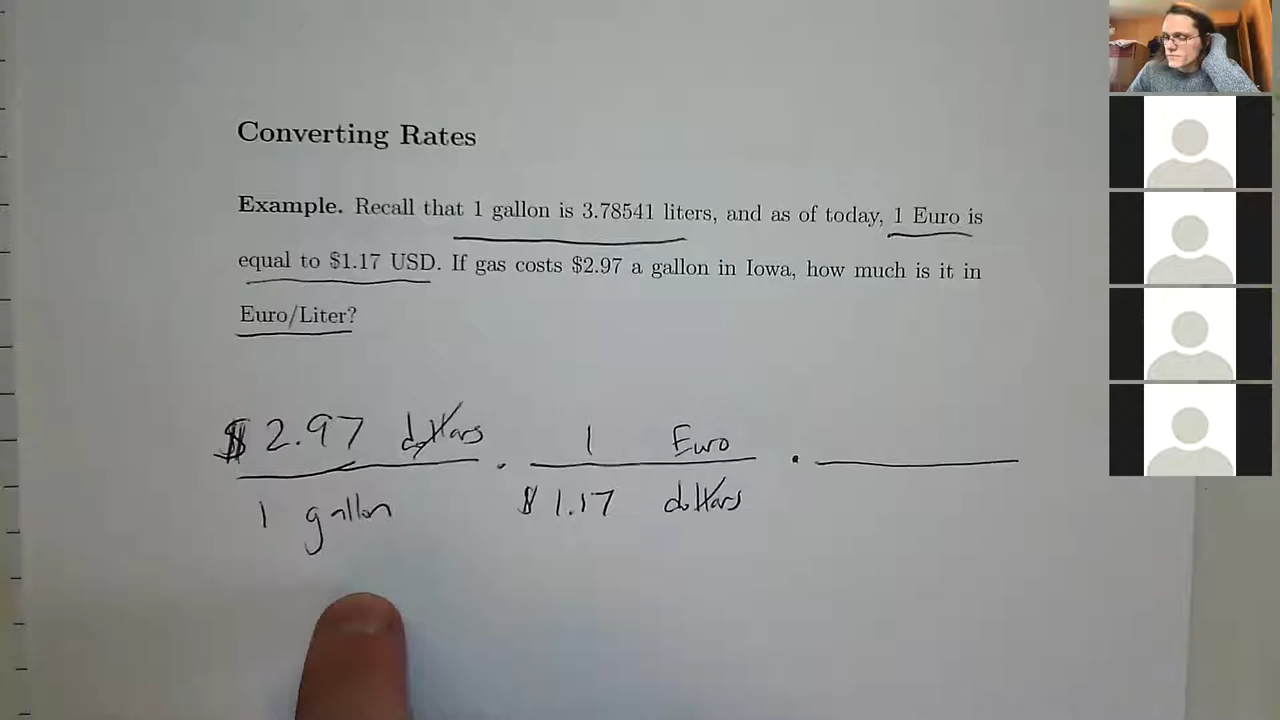 Converting Rates
Example. Recall that 1 gallon is 3.78541 liters, and as of today, 1 Euro is
equal to $1.17 USD. If gas costs $2.97 a gallon in Iowa, how much is it in
Euro/Liter?
$ 2.97 dollars . 1 Euro .
1 gallon $ 1.17 dollars